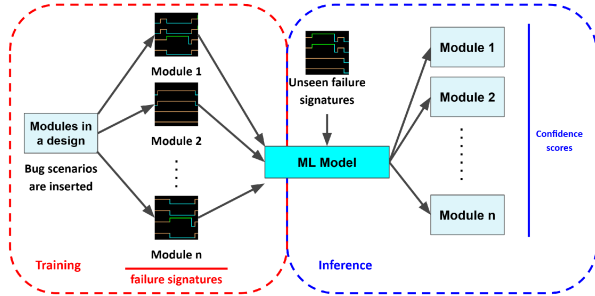 Module 1
Module 2
Module n
Modules in
a design
Bug scenarios
are inserted
Training
failure signatures
Unseen failure
signatures
ML Model
Inference
Module 1
Module 2
Module n
Confidence
scores